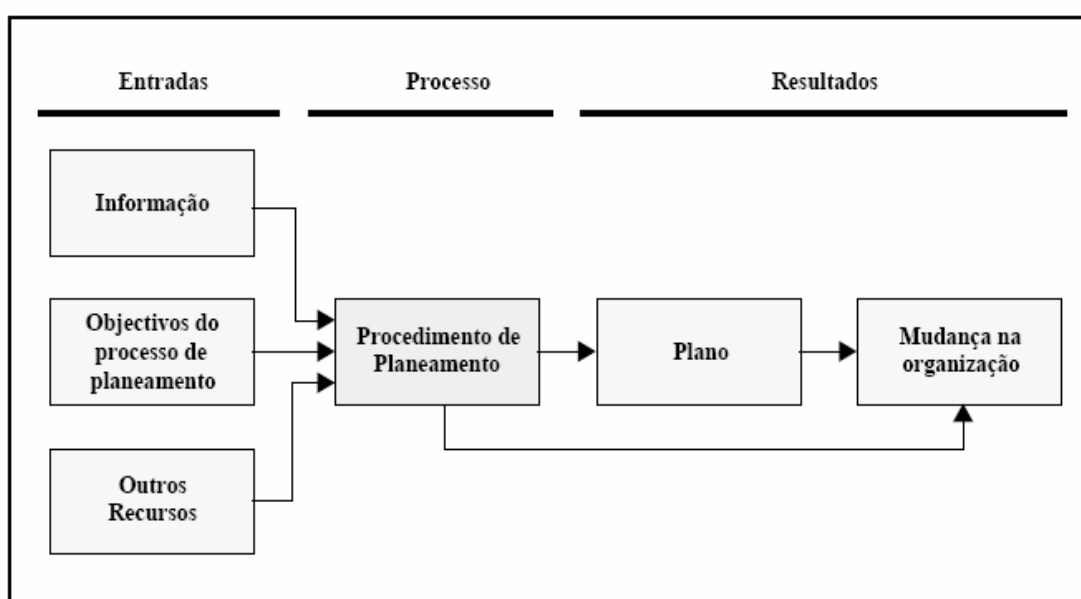 Entradas
Processo
Resultados
Informação
Objectivos do
processo de
planeamento
Outros
Recursos
Procedimento de
Planeamento
Plano
Mudança na
organização